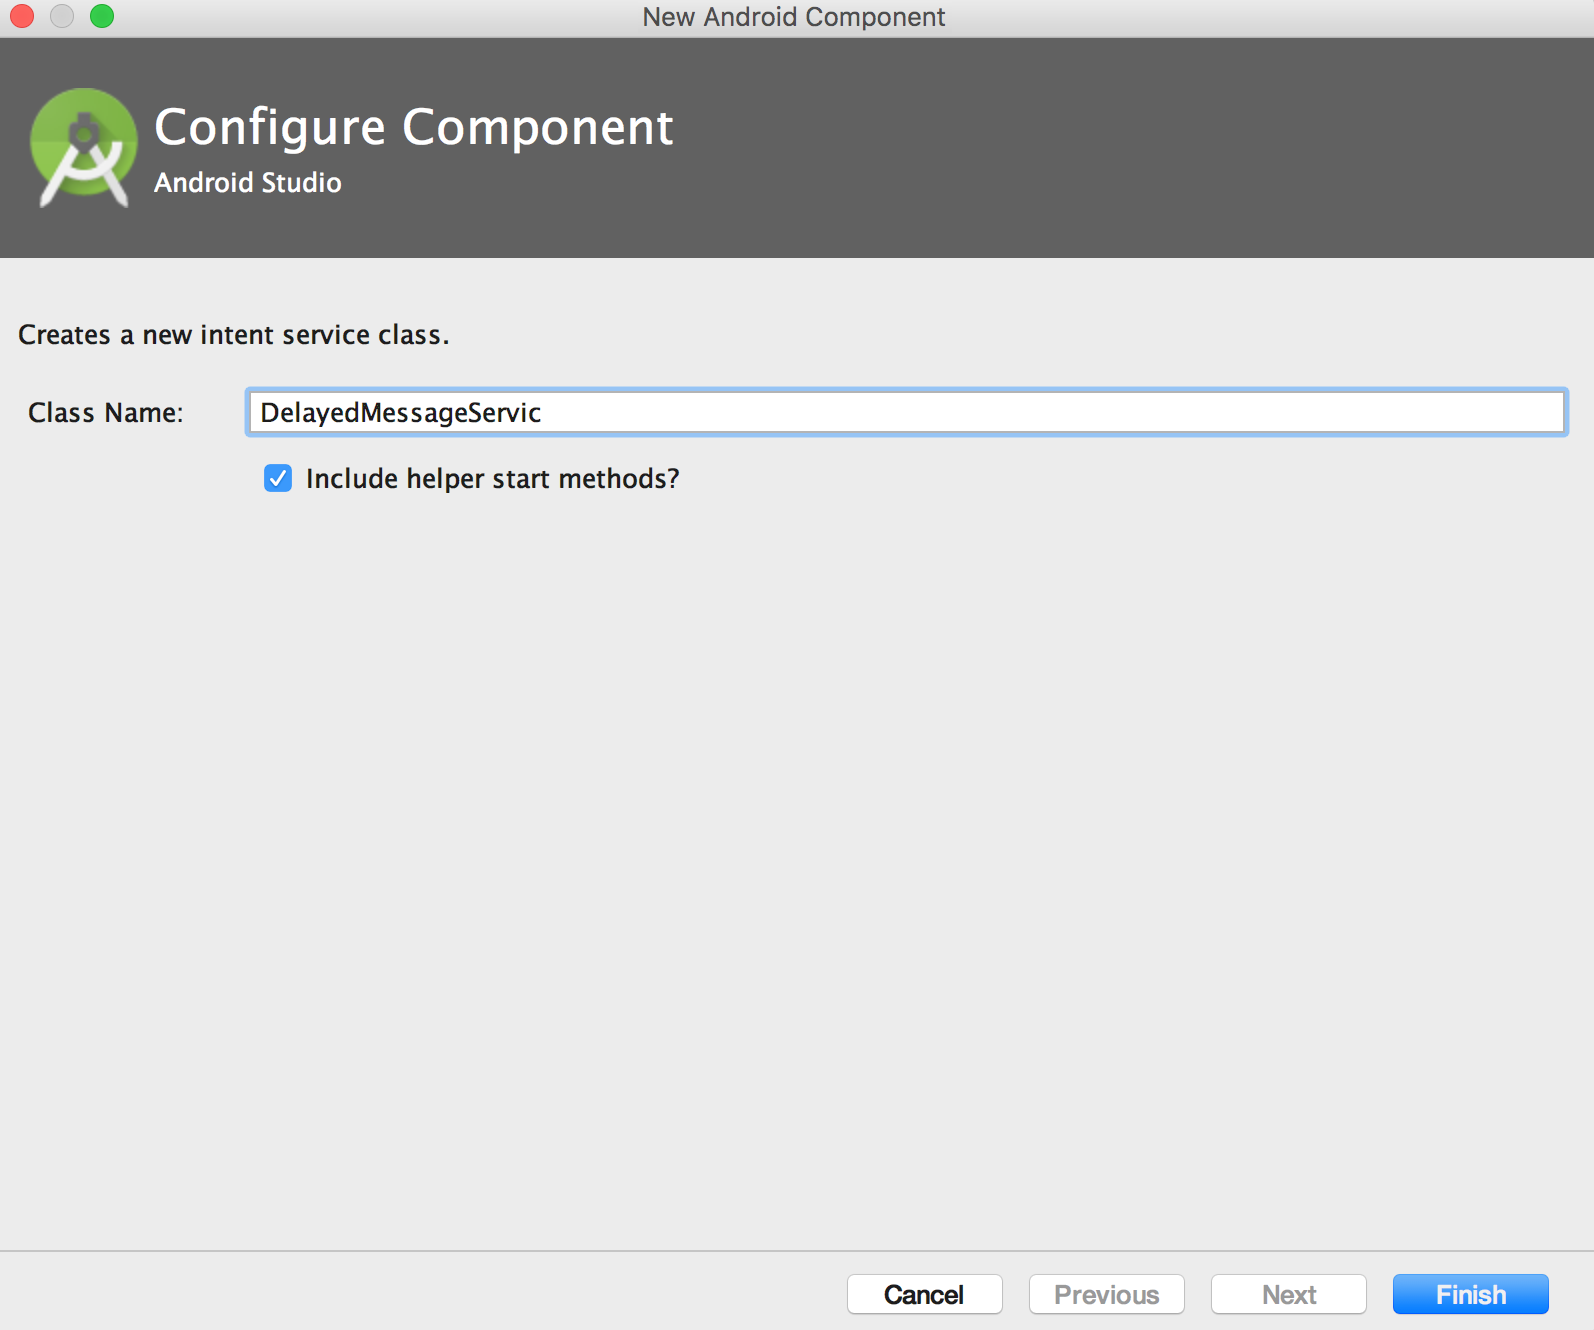 New Android Component
Configure Component
Android Studio
Creates a new intent service class.
Class Name: DelayedMessageServic
Include helper start methods?
Cancel Previous Next Finish